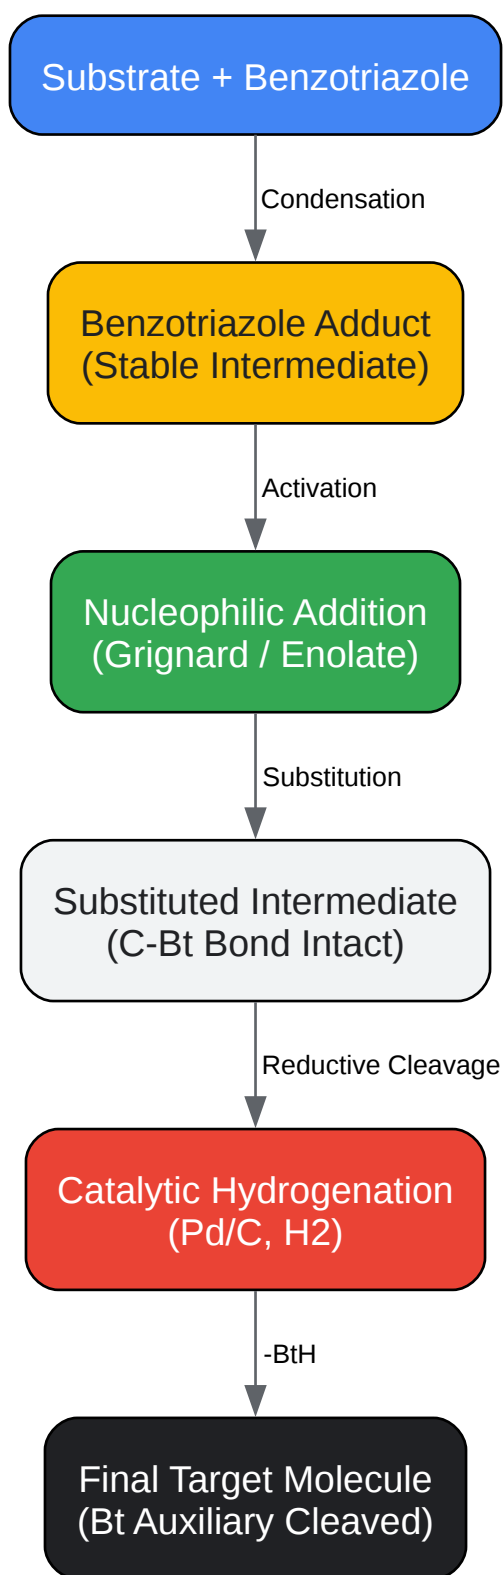 Substrate + Benzotriazole
Condensation
Benzotriazole Adduct
(Stable Intermediate)
Activation
Nucleophilic Addition
(Grignard / Enolate)
Substitution
Substituted Intermediate
(C-Bt Bond Intact)
Reductive Cleavage
Catalytic Hydrogenation
(Pd/C, H2)
-BtH
Final Target Molecule
(Bt Auxiliary Cleaved)